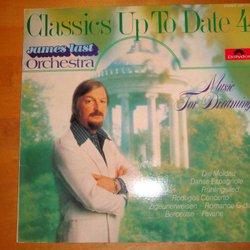 Classics Up To Date 4
Polydor
James Last
Orchestra
Music
For Dreaming
Die Moldau
Danse Espagnole
Frühlingslied
Rodrigo's Concerto
Zigeunerweisen · Romance G-dur
Berceuse · Pavane